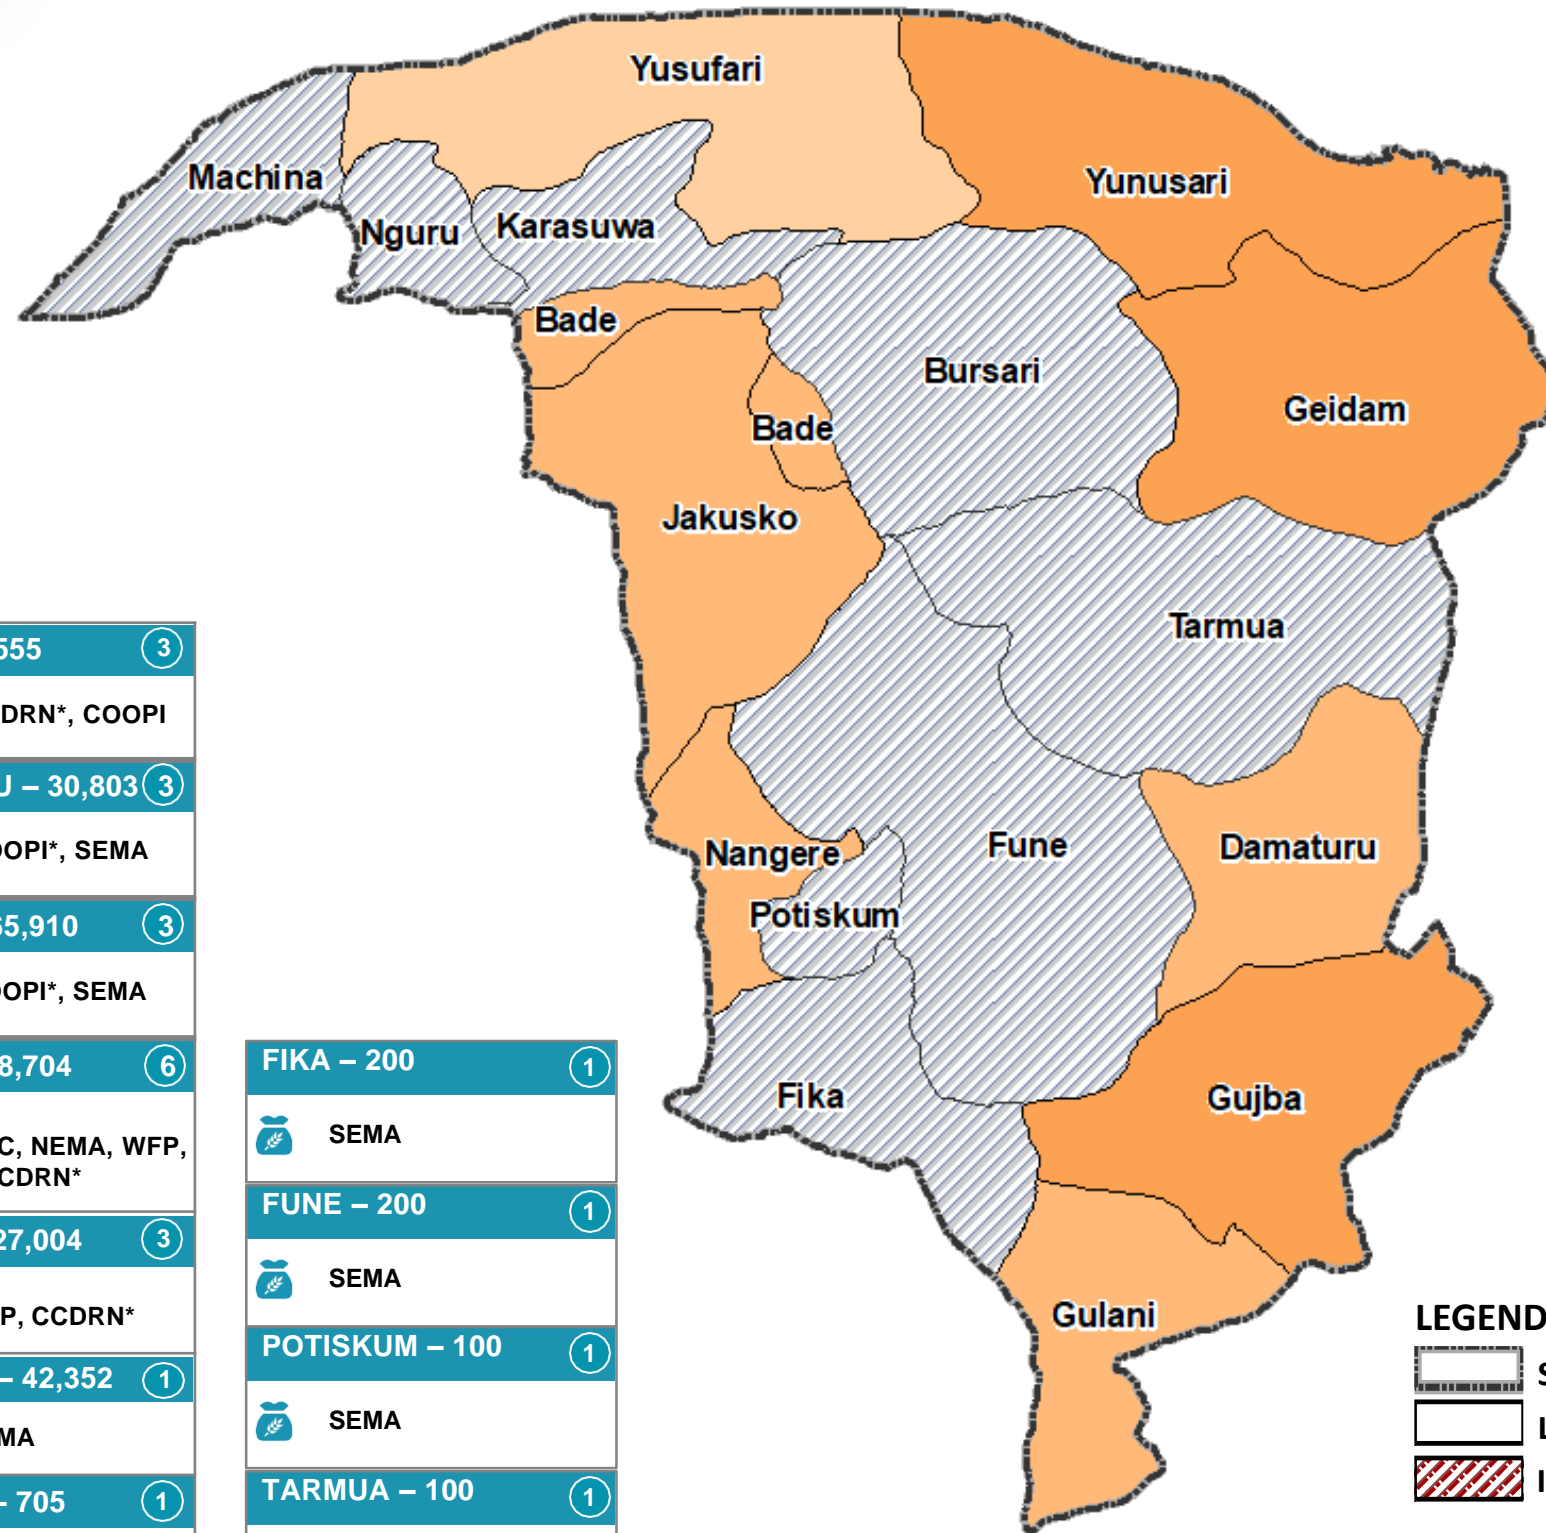 Yusufari
Machina
Yunusari
Nguru
Karasuwa
Bade
Bursari
Geidam
Bade
Jakusko
Tarmua
Nangere
Fune
Damaturu
Potiskum
Fika
Gujba
Gulani
555 3
DRN*, COOPI
U – 30,803 3
OOPI*, SEMA
65,910 3
OOPI*, SEMA
8,704 6
C, NEMA, WFP,
CDRN*
27,004 3
P, CCDRN*
– 42,352 1
MA
- 705 1
FIKA – 200 1
SEMA
FUNE – 200 1
SEMA
POTISKUM – 100 1
SEMA
TARMUA – 100 1
LEGEND
S
L
I